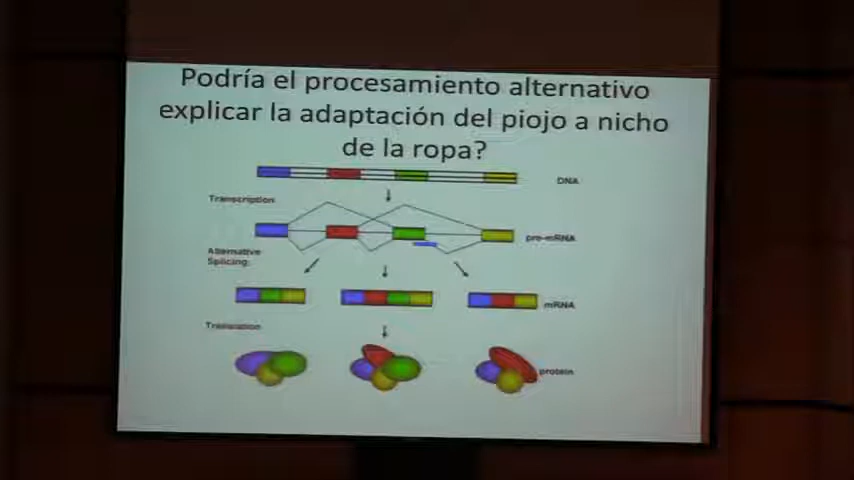 Podría el procesamiento alternativo
explicar la adaptación del piojo a nicho
de la ropa?
DNA
Transcription
pre-mRNA
Alternative
Splicing:
mRNA
Translation
protein